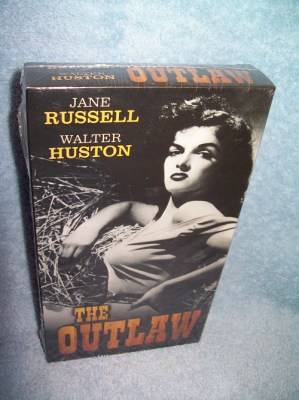 HUSTON OUTLAW
JANE
RUSSELL
WALTER
HUSTON
THE
OUTLAW